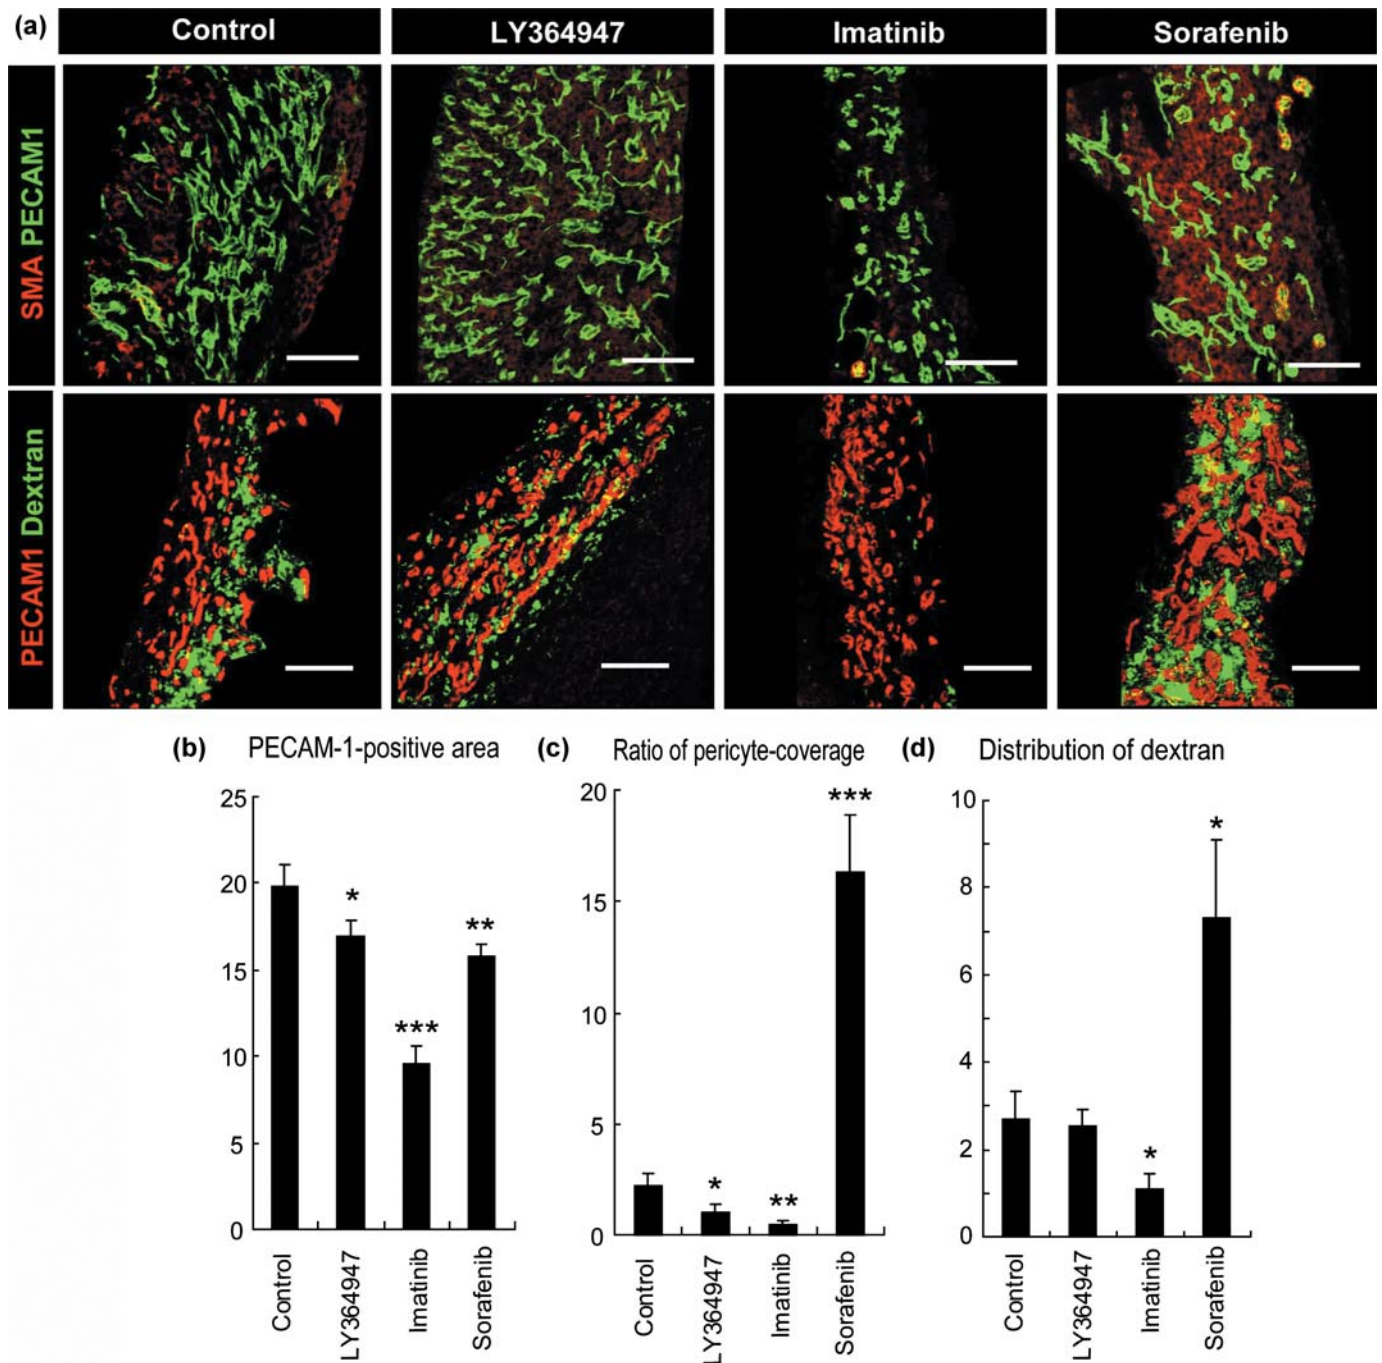 (a)
Control
LY364947
Imatinib
Sorafenib
SMA PECAM1
PECAM1 Dextran
(b) PECAM-1-positive area
25
20
15
10
5
0
*
***
**
Control
LY364947
Imatinib
Sorafenib
(c) Ratio of pericyte-coverage
20
15
10
5
0
*
**
***
Control
LY364947
Imatinib
Sorafenib
(d) Distribution of dextran
10
8
6
4
2
0
*
*
Control
LY364947
Imatinib
Sorafenib